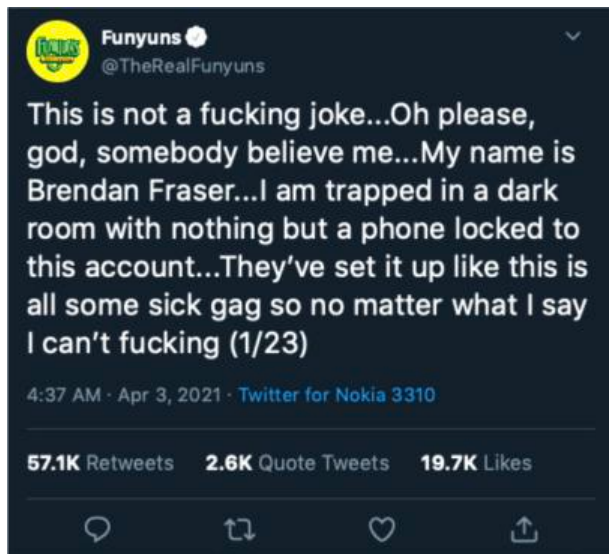 FUNYUNS
Funyuns
@TheRealFunyuns
This is not a fucking joke...Oh please,
god, somebody believe me...My name is
Brendan Fraser...I am trapped in a dark
room with nothing but a phone locked to
this account...They’ve set it up like this is
all some sick gag so no matter what I say
I can’t fucking (1/23)
4:37 AM · Apr 3, 2021 · Twitter for Nokia 3310
57.1K Retweets 2.6K Quote Tweets 19.7K Likes